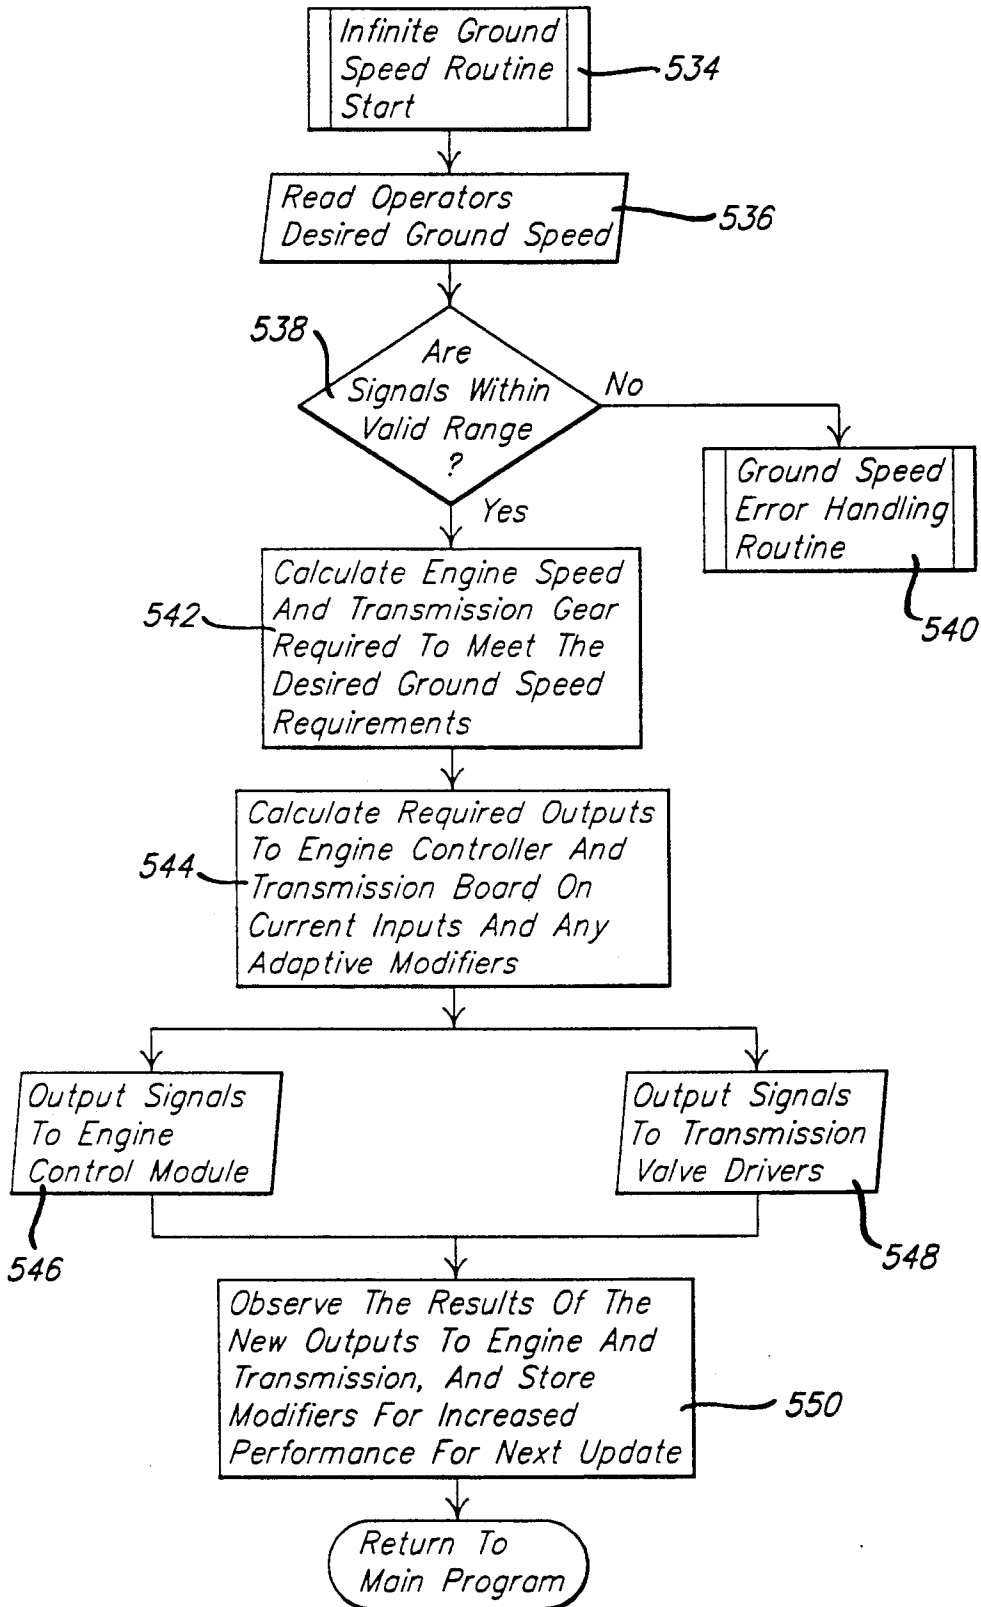 Infinite Ground
Speed Routine
Start
534
Read Operators
Desired Ground Speed
536
538
Are
Signals Within
Valid Range
?
No
Yes
Ground Speed
Error Handling
Routine
540
Calculate Engine Speed
And Transmission Gear
Required To Meet The
Desired Ground Speed
Requirements
542
Calculate Required Outputs
To Engine Controller And
Transmission Board On
Current Inputs And Any
Adaptive Modifiers
544
Output Signals
To Engine
Control Module
546
Output Signals
To Transmission
Valve Drivers
548
Observe The Results Of The
New Outputs To Engine And
Transmission, And Store
Modifiers For Increased
Performance For Next Update
550
Return To
Main Program